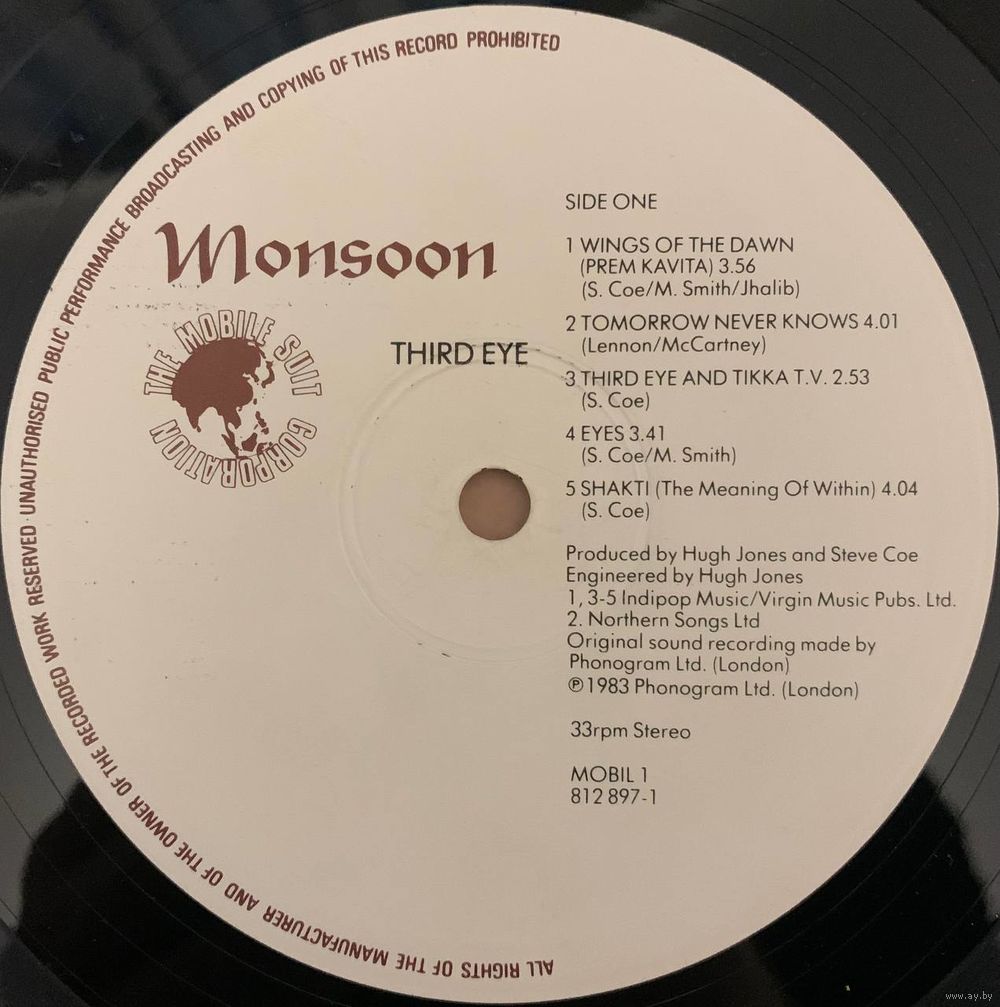 ALL RIGHTS OF THE MANUFACTURER AND OF THE OWNER OF THE RECORDED WORK RESERVED · UNAUTHORISED PUBLIC PERFORMANCE BROADCASTING AND COPYING OF THIS RECORD PROHIBITED
Monsoon
THE MOBILE SUIT CORPORATION
THIRD EYE
SIDE ONE
1 WINGS OF THE DAWN
(PREM KAVITA) 3.56
(S. Coe/M. Smith/Jhalib)
2 TOMORROW NEVER KNOWS 4.01
(Lennon/McCartney)
3 THIRD EYE AND TIKKA T.V. 2.53
(S. Coe)
4 EYES 3.41
(S. Coe/M. Smith)
5 SHAKTI (The Meaning Of Within) 4.04
(S. Coe)
Produced by Hugh Jones and Steve Coe
Engineered by Hugh Jones
1, 3-5 Indipop Music/Virgin Music Pubs. Ltd.
2. Northern Songs Ltd
Original sound recording made by
Phonogram Ltd. (London)
℗ 1983 Phonogram Ltd. (London)
33rpm Stereo
MOBIL 1
812 897-1
www.ay.by